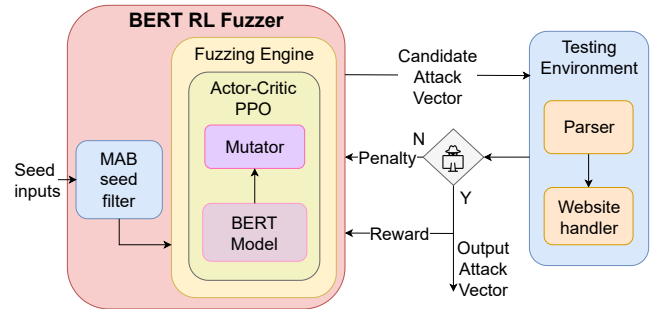 BERT RL Fuzzer
Fuzzing Engine
Actor-Critic
PPO
Mutator
BERT
Model
MAB
seed
filter
Seed
inputs
Candidate
Attack
Vector
N
Penalty
Y
Reward
Output
Attack
Vector
Testing
Environment
Parser
Website
handler